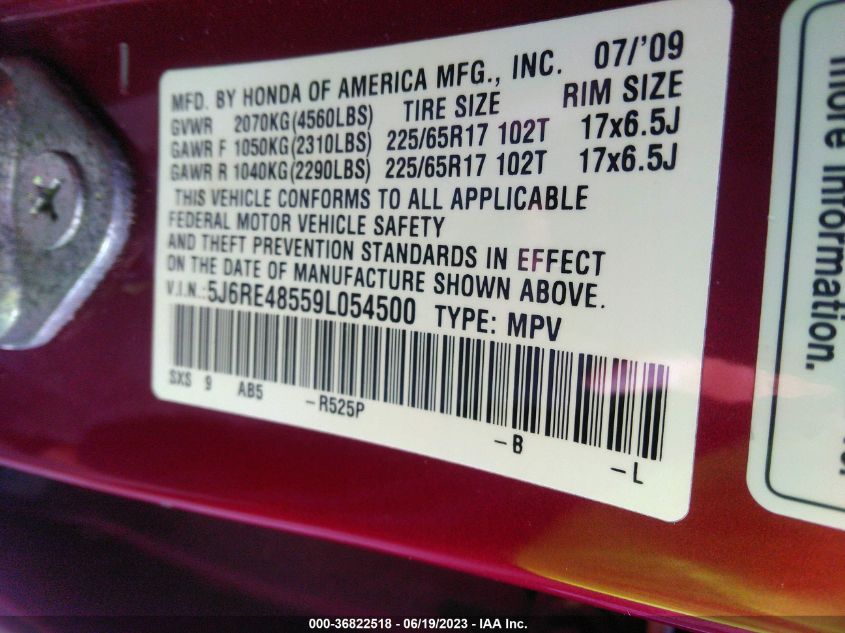 MFD. BY HONDA OF AMERICA MFG., INC. 07/'09
GVWR 2070KG(4560LBS) TIRE SIZE RIM SIZE
GAWR F 1050KG(2310LBS) 225/65R17 102T 17x6.5J
GAWR R 1040KG(2290LBS) 225/65R17 102T 17x6.5J
THIS VEHICLE CONFORMS TO ALL APPLICABLE
FEDERAL MOTOR VEHICLE SAFETY
AND THEFT PREVENTION STANDARDS IN EFFECT
ON THE DATE OF MANUFACTURE SHOWN ABOVE.
V.I.N.:5J6RE48559L054500 TYPE: MPV
SXS 9 AB5 -R525P -B -L
more information.
000-36822518 - 06/19/2023 - IAA Inc.